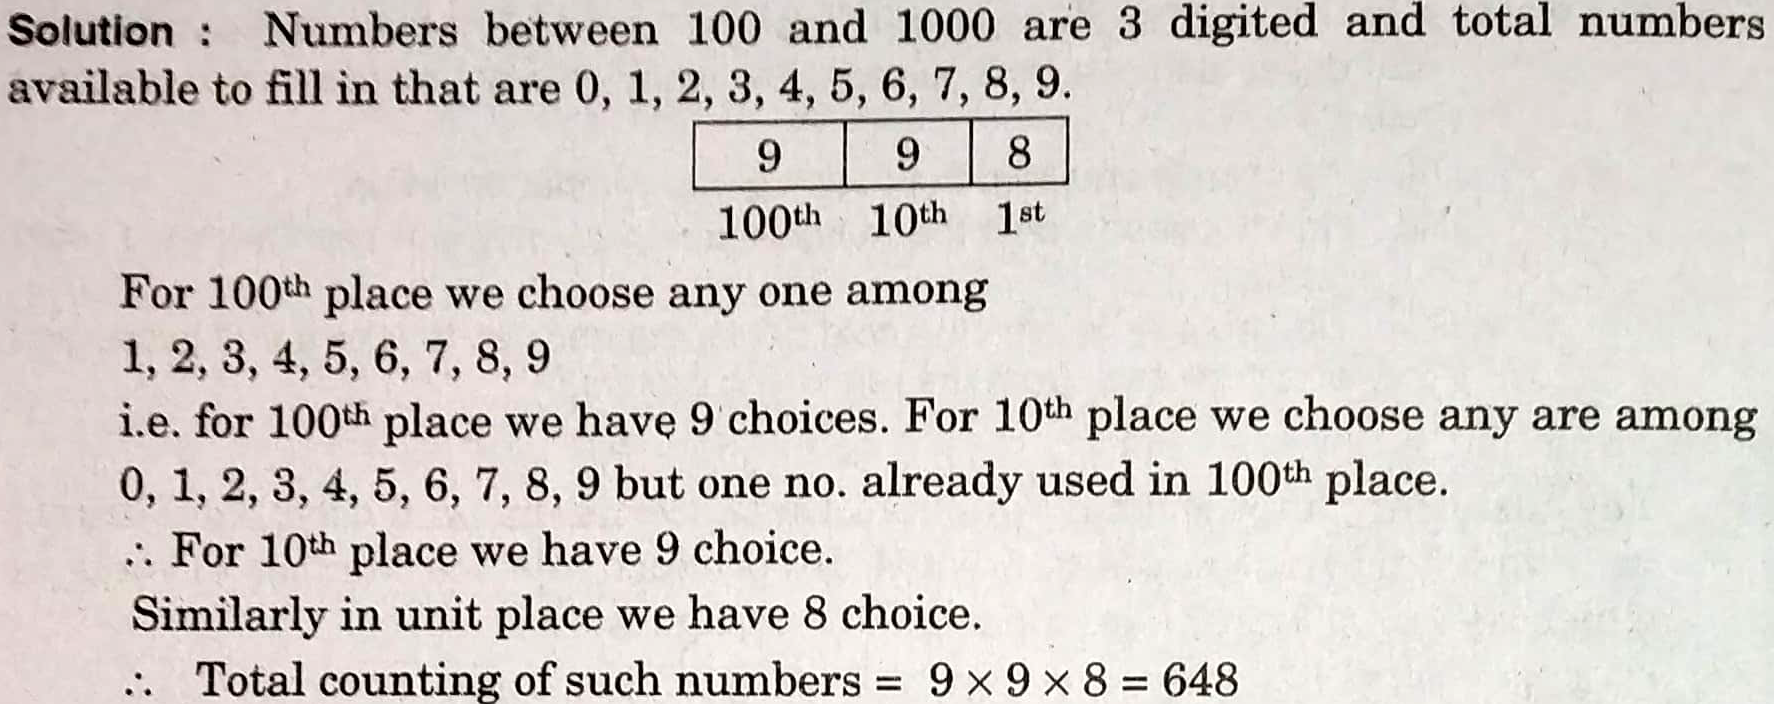 Solution : Numbers between 100 and 1000 are 3 digited and total numbers
available to fill in that are 0, 1, 2, 3, 4, 5, 6, 7, 8, 9.
9 9 8
100th 10th 1st
For 100th place we choose any one among
1, 2, 3, 4, 5, 6, 7, 8, 9
i.e. for 100th place we have 9 choices. For 10th place we choose any are among
0, 1, 2, 3, 4, 5, 6, 7, 8, 9 but one no. already used in 100th place.
∴ For 10th place we have 9 choice.
Similarly in unit place we have 8 choice.
∴ Total counting of such numbers = 9 × 9 × 8 = 648